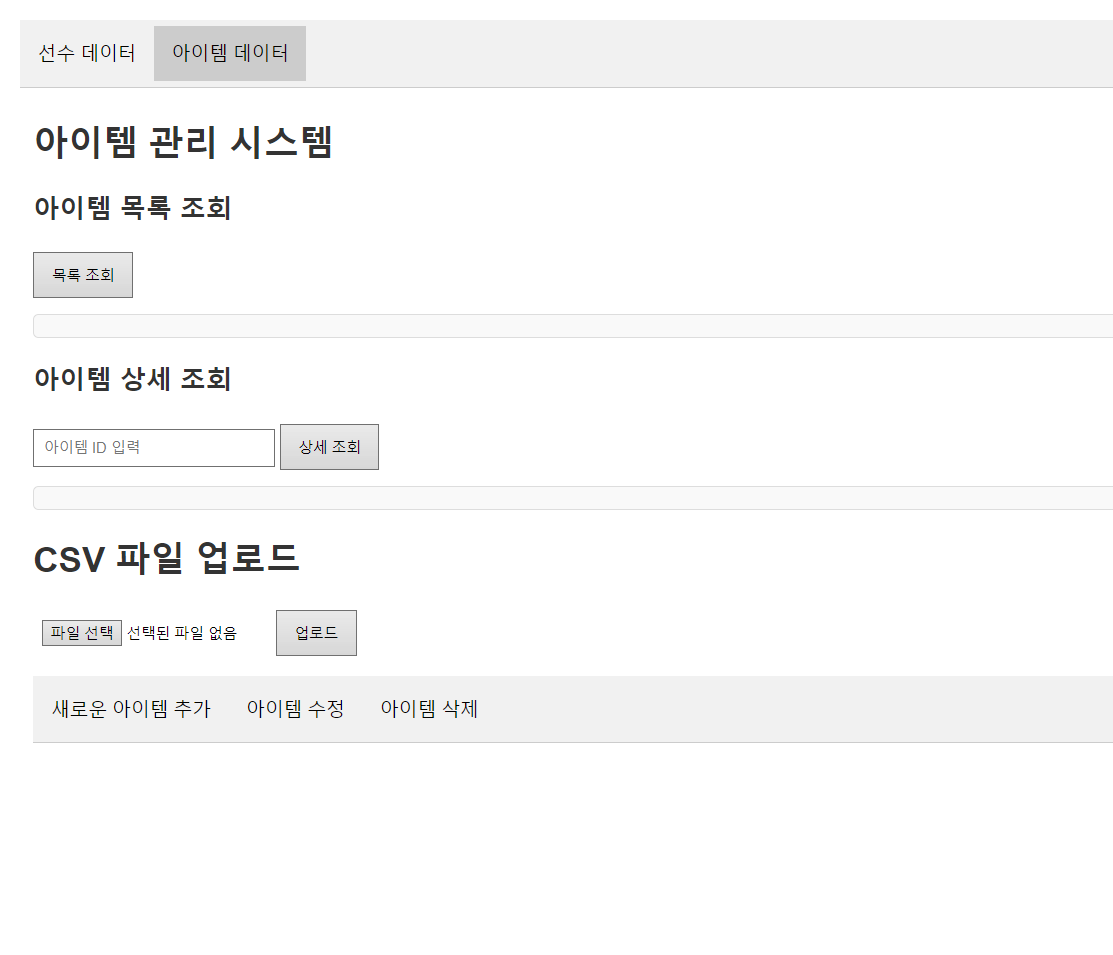 선수 데이터 아이템 데이터
아이템 관리 시스템
아이템 목록 조회
목록 조회
아이템 상세 조회
아이템 ID 입력 상세 조회
CSV 파일 업로드
파일 선택 선택된 파일 없음 업로드
새로운 아이템 추가 아이템 수정 아이템 삭제